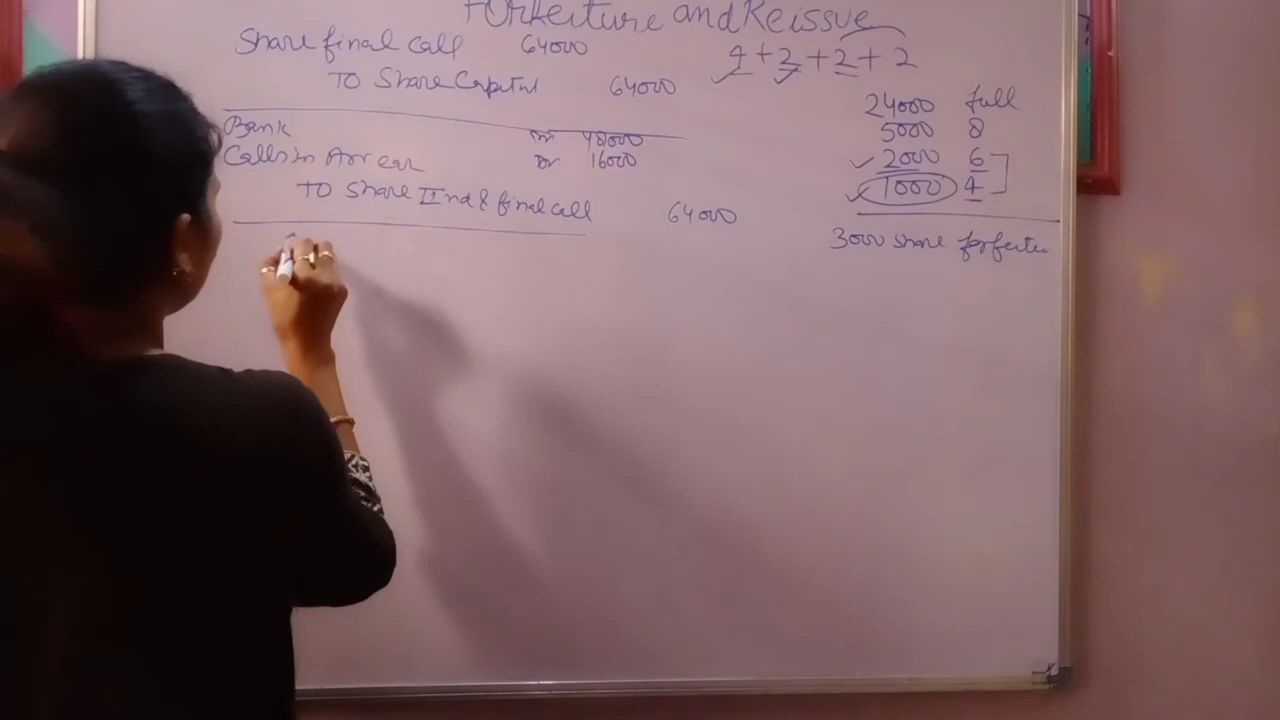 Forfeiture and Reissue
Share final call 64000
TO Share Capital 64000
4 + 2 + 2 + 2
24000 full
5000 8
2000 6
1000 4
3000 share forfeitu
Bank Dr 48000
Calls in Arrear Dr 16000
TO Share IInd & final call 64000